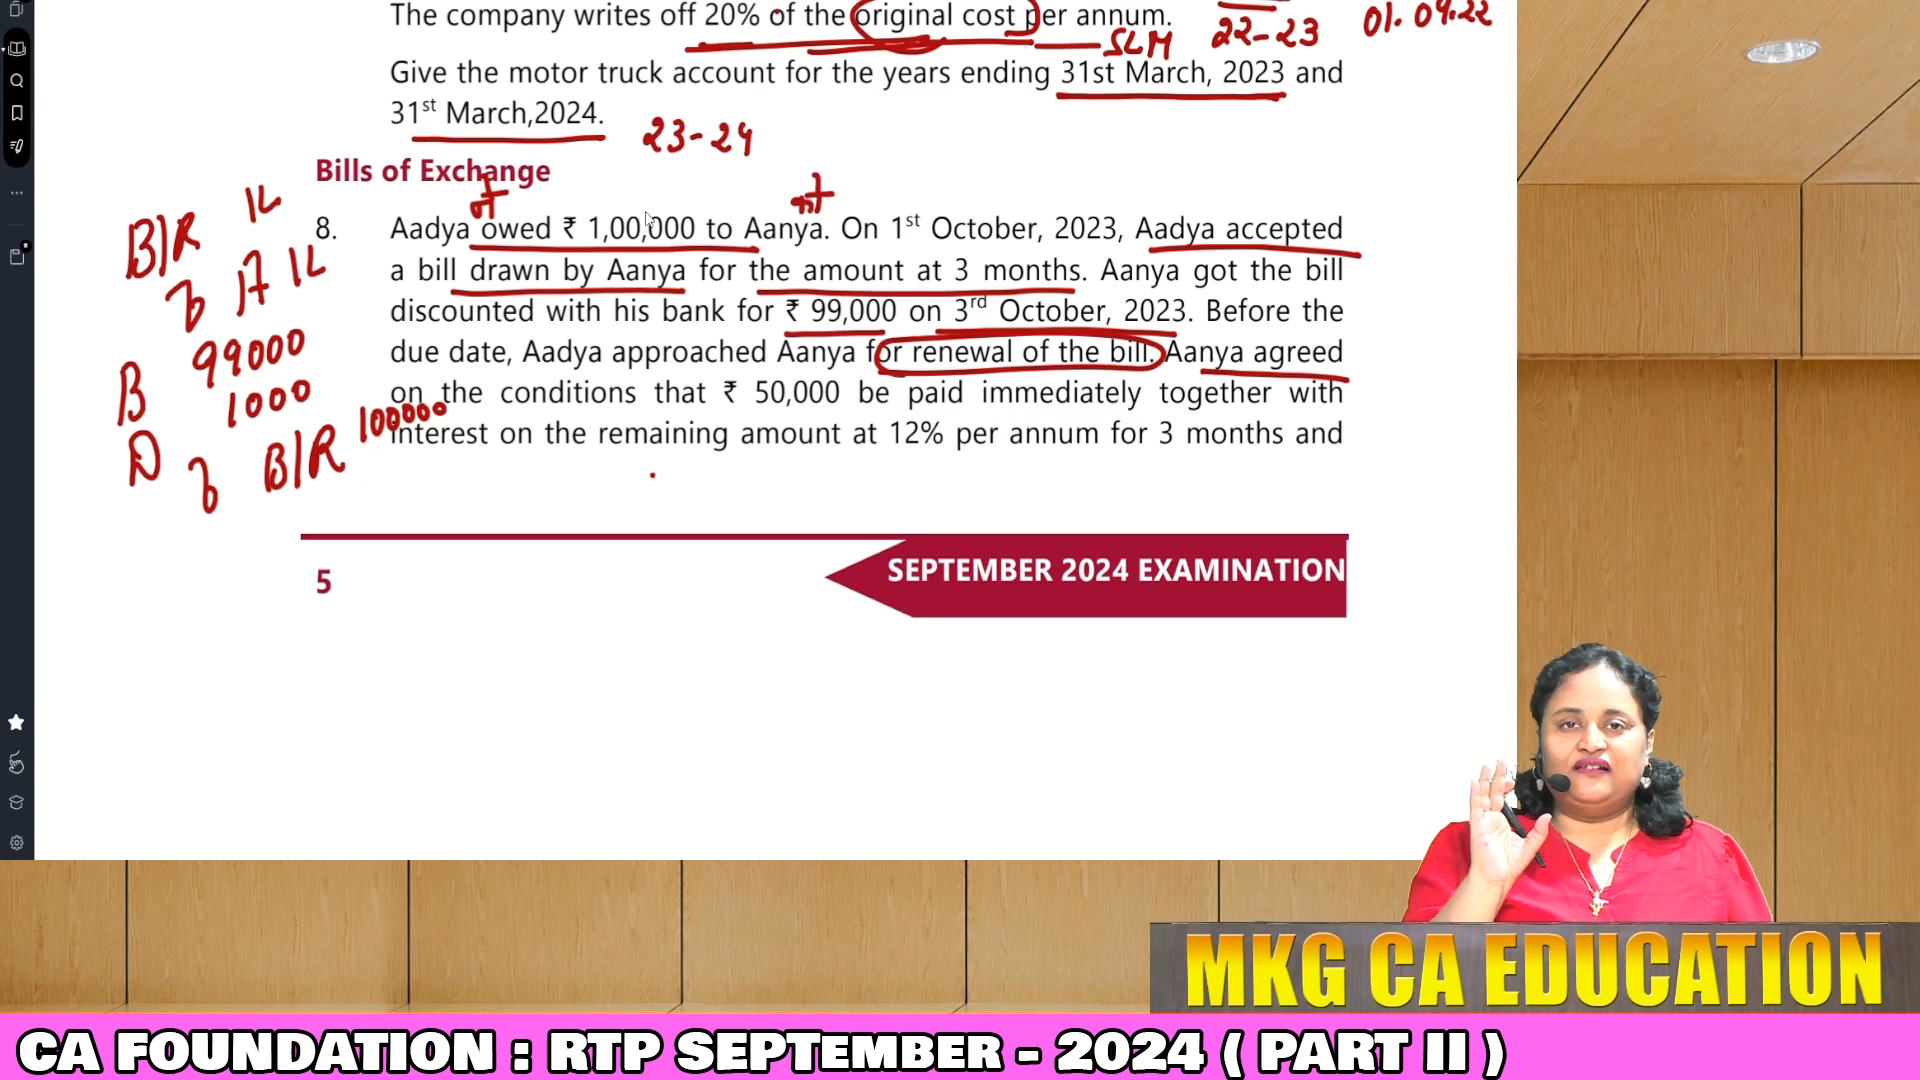 The company writes off 20% of the original cost per annum.
SLM
22-23
01.04.22
Give the motor truck account for the years ending 31st March, 2023 and
31st March,2024.
23-24
Bills of Exchange
8. Aadya owed ₹ 1,00,000 to Aanya. On 1st October, 2023, Aadya accepted
a bill drawn by Aanya for the amount at 3 months. Aanya got the bill
discounted with his bank for ₹ 99,000 on 3rd October, 2023. Before the
due date, Aadya approached Aanya for renewal of the bill. Aanya agreed
on the conditions that ₹ 50,000 be paid immediately together with
interest on the remaining amount at 12% per annum for 3 months and
B/R 1L
A 1L
B 99000
D 1000
B/R 100000
5
SEPTEMBER 2024 EXAMINATION
MKG CA EDUCATION
CA FOUNDATION : RTP SEPTEMBER - 2024 ( PART II )